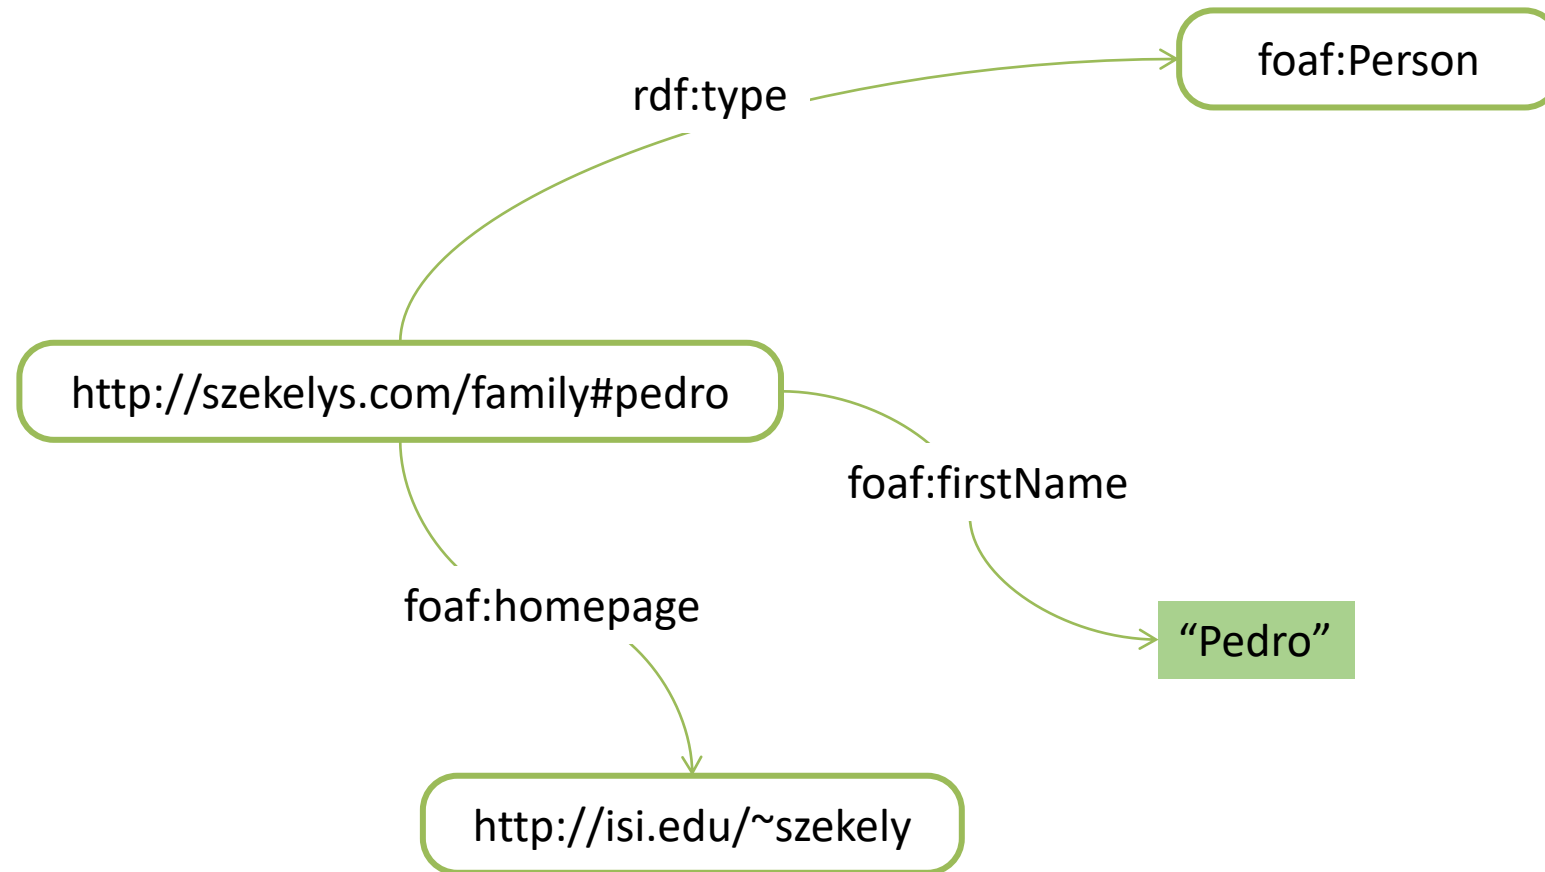 foaf:Person
rdf:type
http://szekelys.com/family#pedro
foaf:firstName
foaf:homepage
“Pedro”
http://isi.edu/~szekely